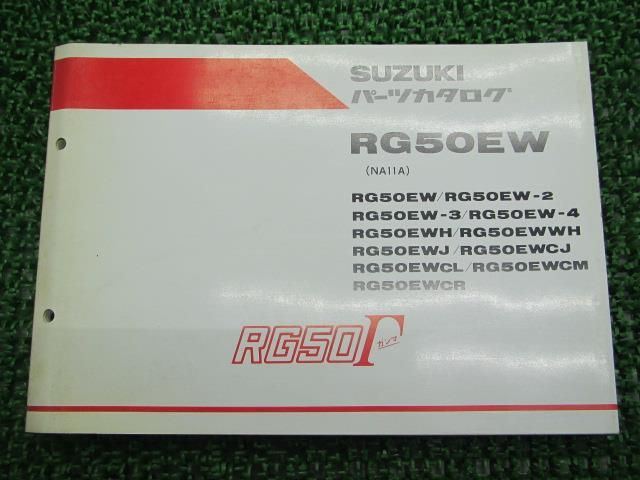 SUZUKI
パーツカタログ
RG50EW
(NA11A)
RG50EW/RG50EW-2
RG50EW-3/RG50EW-4
RG50EWH/RG50EWWH
RG50EWJ/RG50EWCJ
RG50EWCL/RG50EWCM
RG50EWCR
RG50Γ
ガンマ